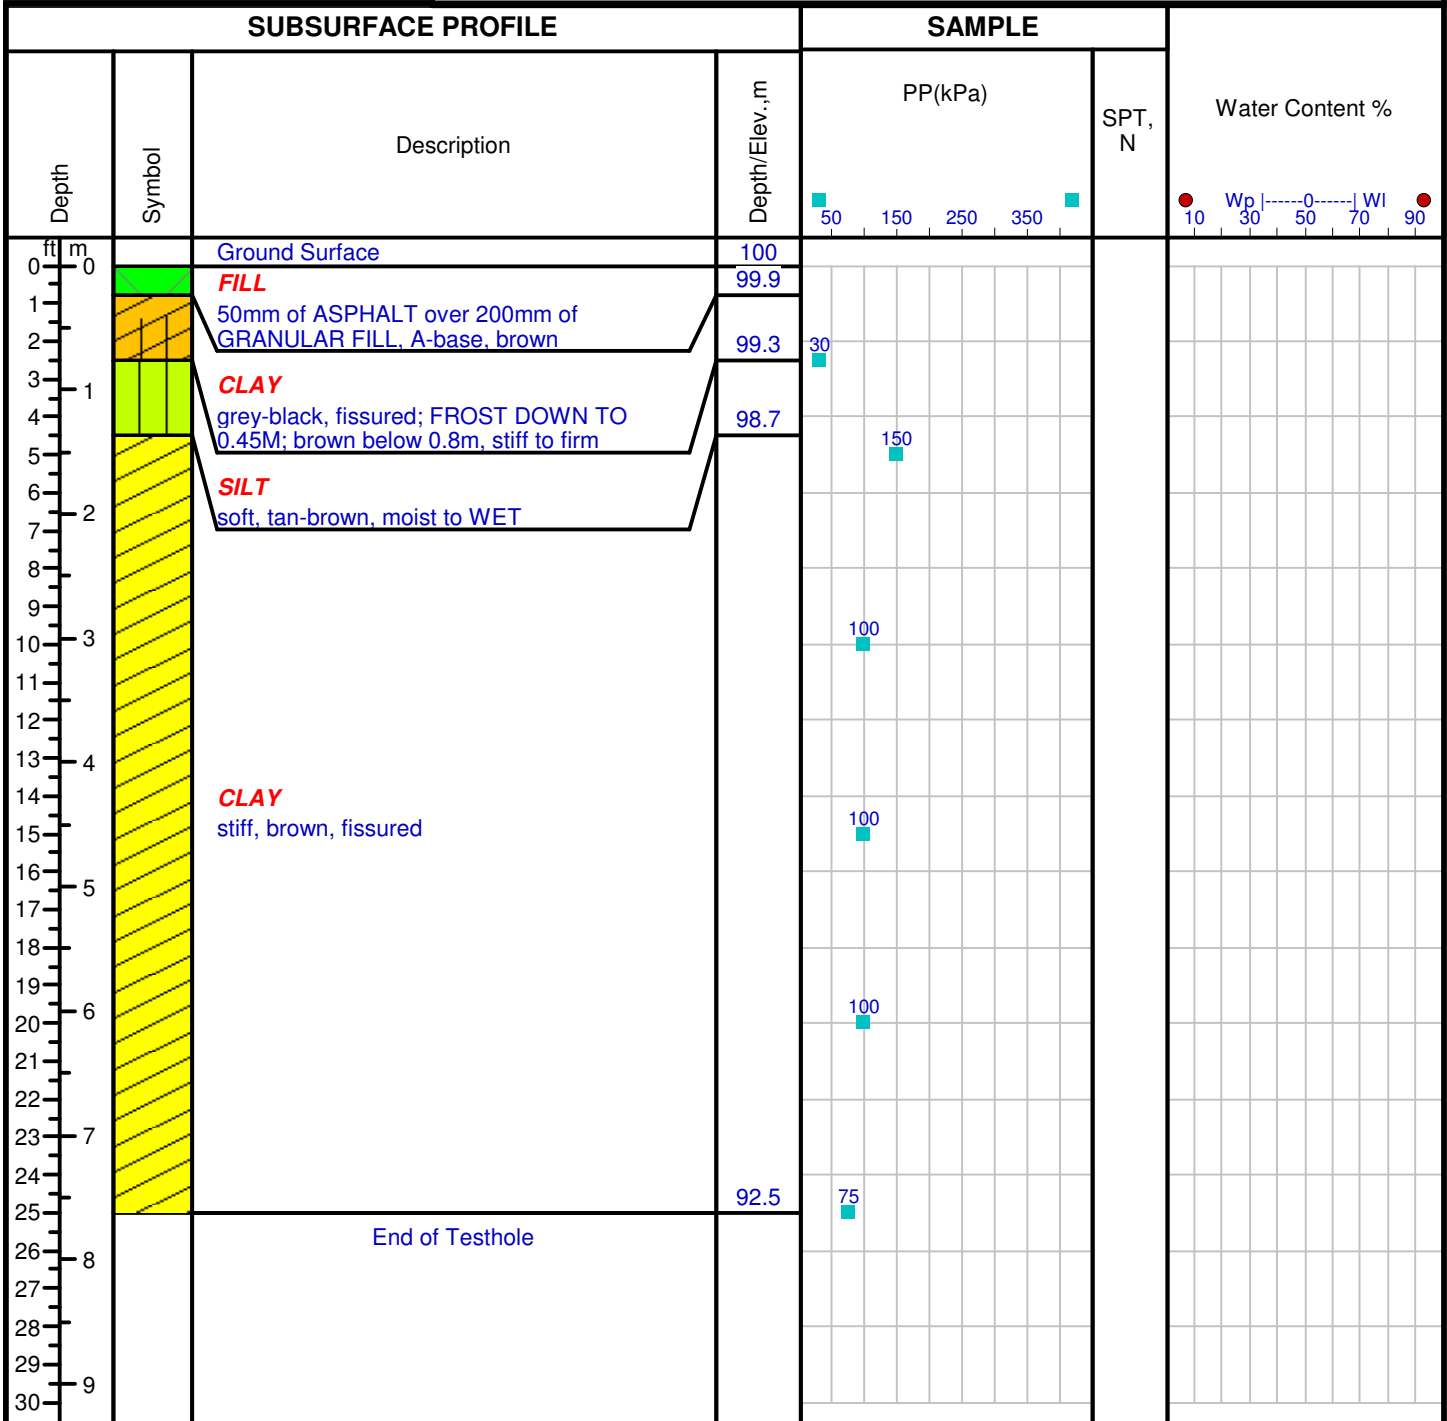 SUBSURFACE PROFILE
SAMPLE
Depth
Symbol
Description
Depth/Elev.,m
PP(kPa)
50 150 250 350
SPT,
N
Water Content %
Wp |------0------| Wl
10 30 50 70 90
ft m
0 0
1
2
3
1
4
5
6
2
7
8
9
10 3
11
12
13
4
14
15
16
5
17
18
19
6
20
21
22
23 7
24
25
26
8
27
28
29
9
30
Ground Surface
100
FILL
99.9
50mm of ASPHALT over 200mm of
GRANULAR FILL, A-base, brown
99.3
CLAY
grey-black, fissured; FROST DOWN TO
0.45M; brown below 0.8m, stiff to firm
98.7
SILT
soft, tan-brown, moist to WET
CLAY
stiff, brown, fissured
92.5
End of Testhole
30
150
100
100
100
75